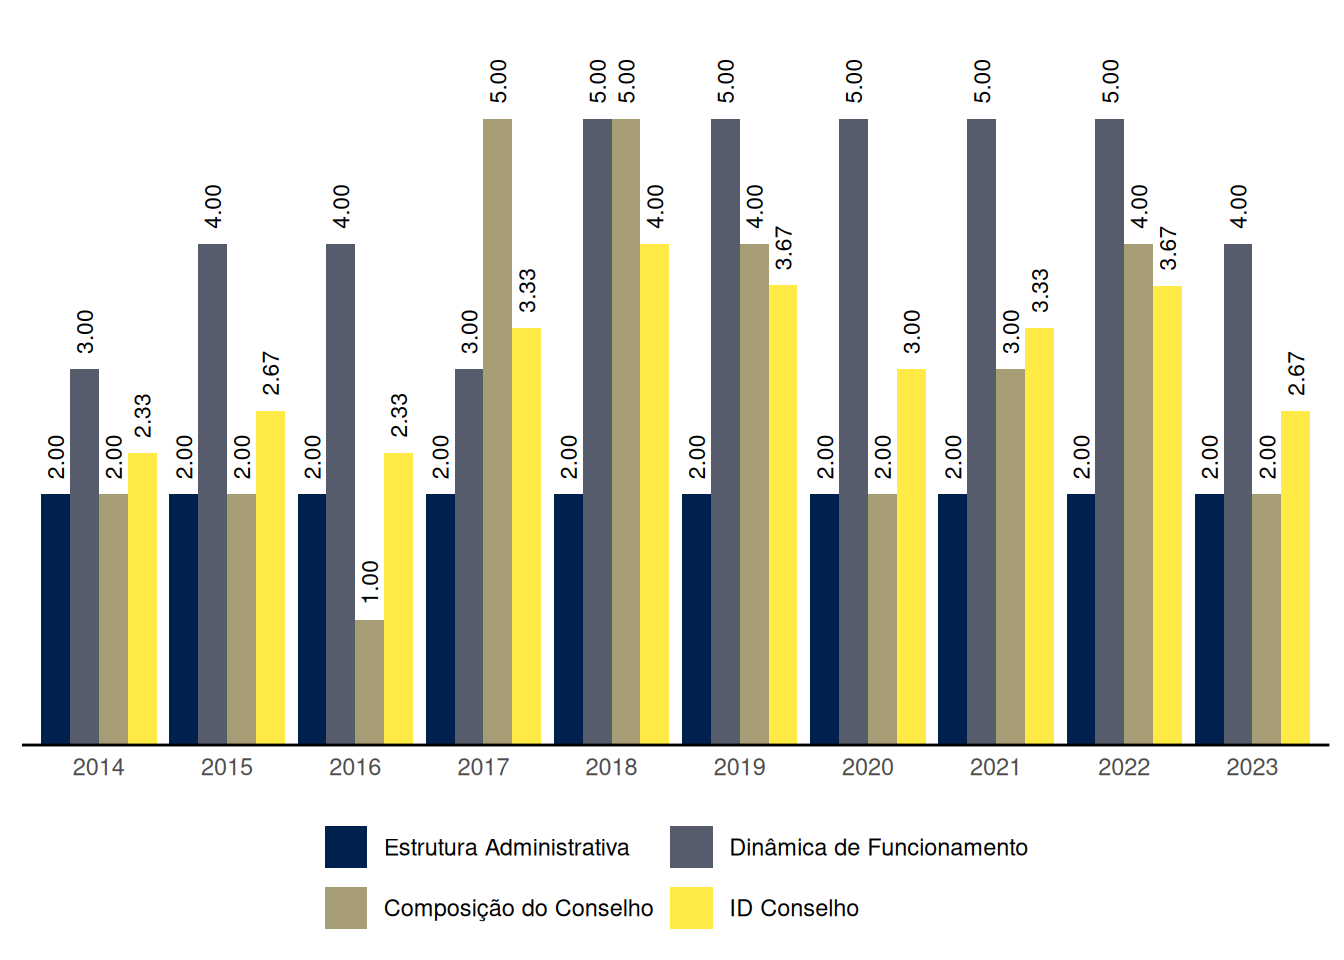 2.00 3.00 2.00 2.33
2.00 4.00 2.00 2.67
2.00 4.00 1.00 2.33
2.00 3.00 5.00 3.33
2.00 5.00 5.00 4.00
2.00 5.00 4.00 3.67
2.00 5.00 2.00 3.00
2.00 5.00 3.00 3.33
2.00 5.00 4.00 3.67
2.00 4.00 2.00 2.67
2014 2015 2016 2017 2018 2019 2020 2021 2022 2023
Estrutura Administrativa Dinâmica de Funcionamento
Composição do Conselho ID Conselho